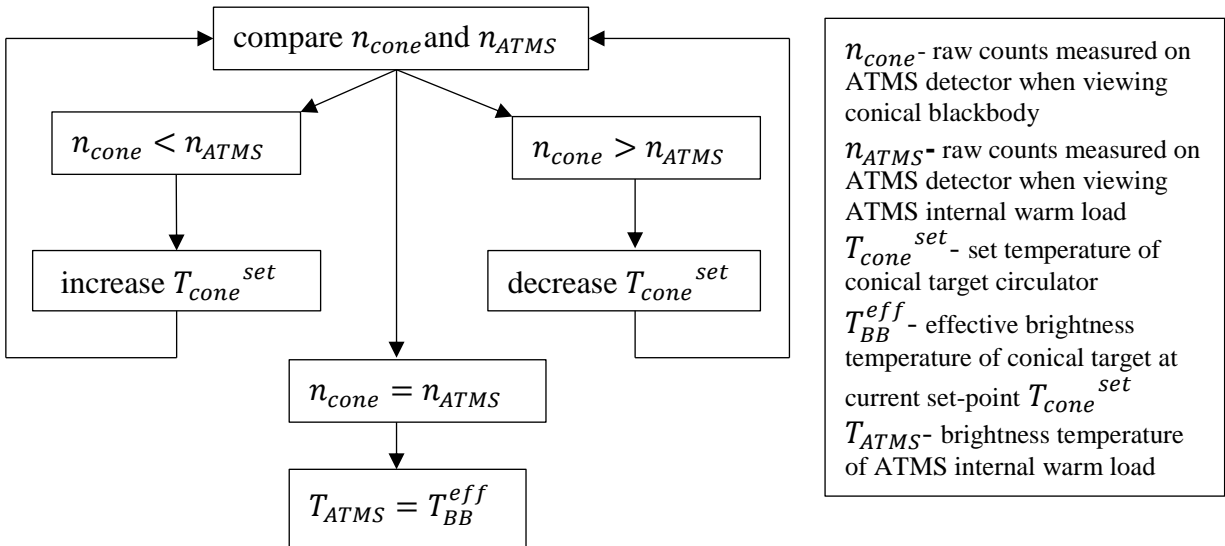 compare n_cone and n_ATMS
n_cone < n_ATMS
n_cone > n_ATMS
increase T_cone^set
decrease T_cone^set
n_cone = n_ATMS
T_ATMS = T_BB^eff
n_cone- raw counts measured on
ATMS detector when viewing
conical blackbody
n_ATMS- raw counts measured on
ATMS detector when viewing
ATMS internal warm load
T_cone^set- set temperature of
conical target circulator
T_BB^eff- effective brightness
temperature of conical target at
current set-point T_cone^set
T_ATMS- brightness temperature
of ATMS internal warm load